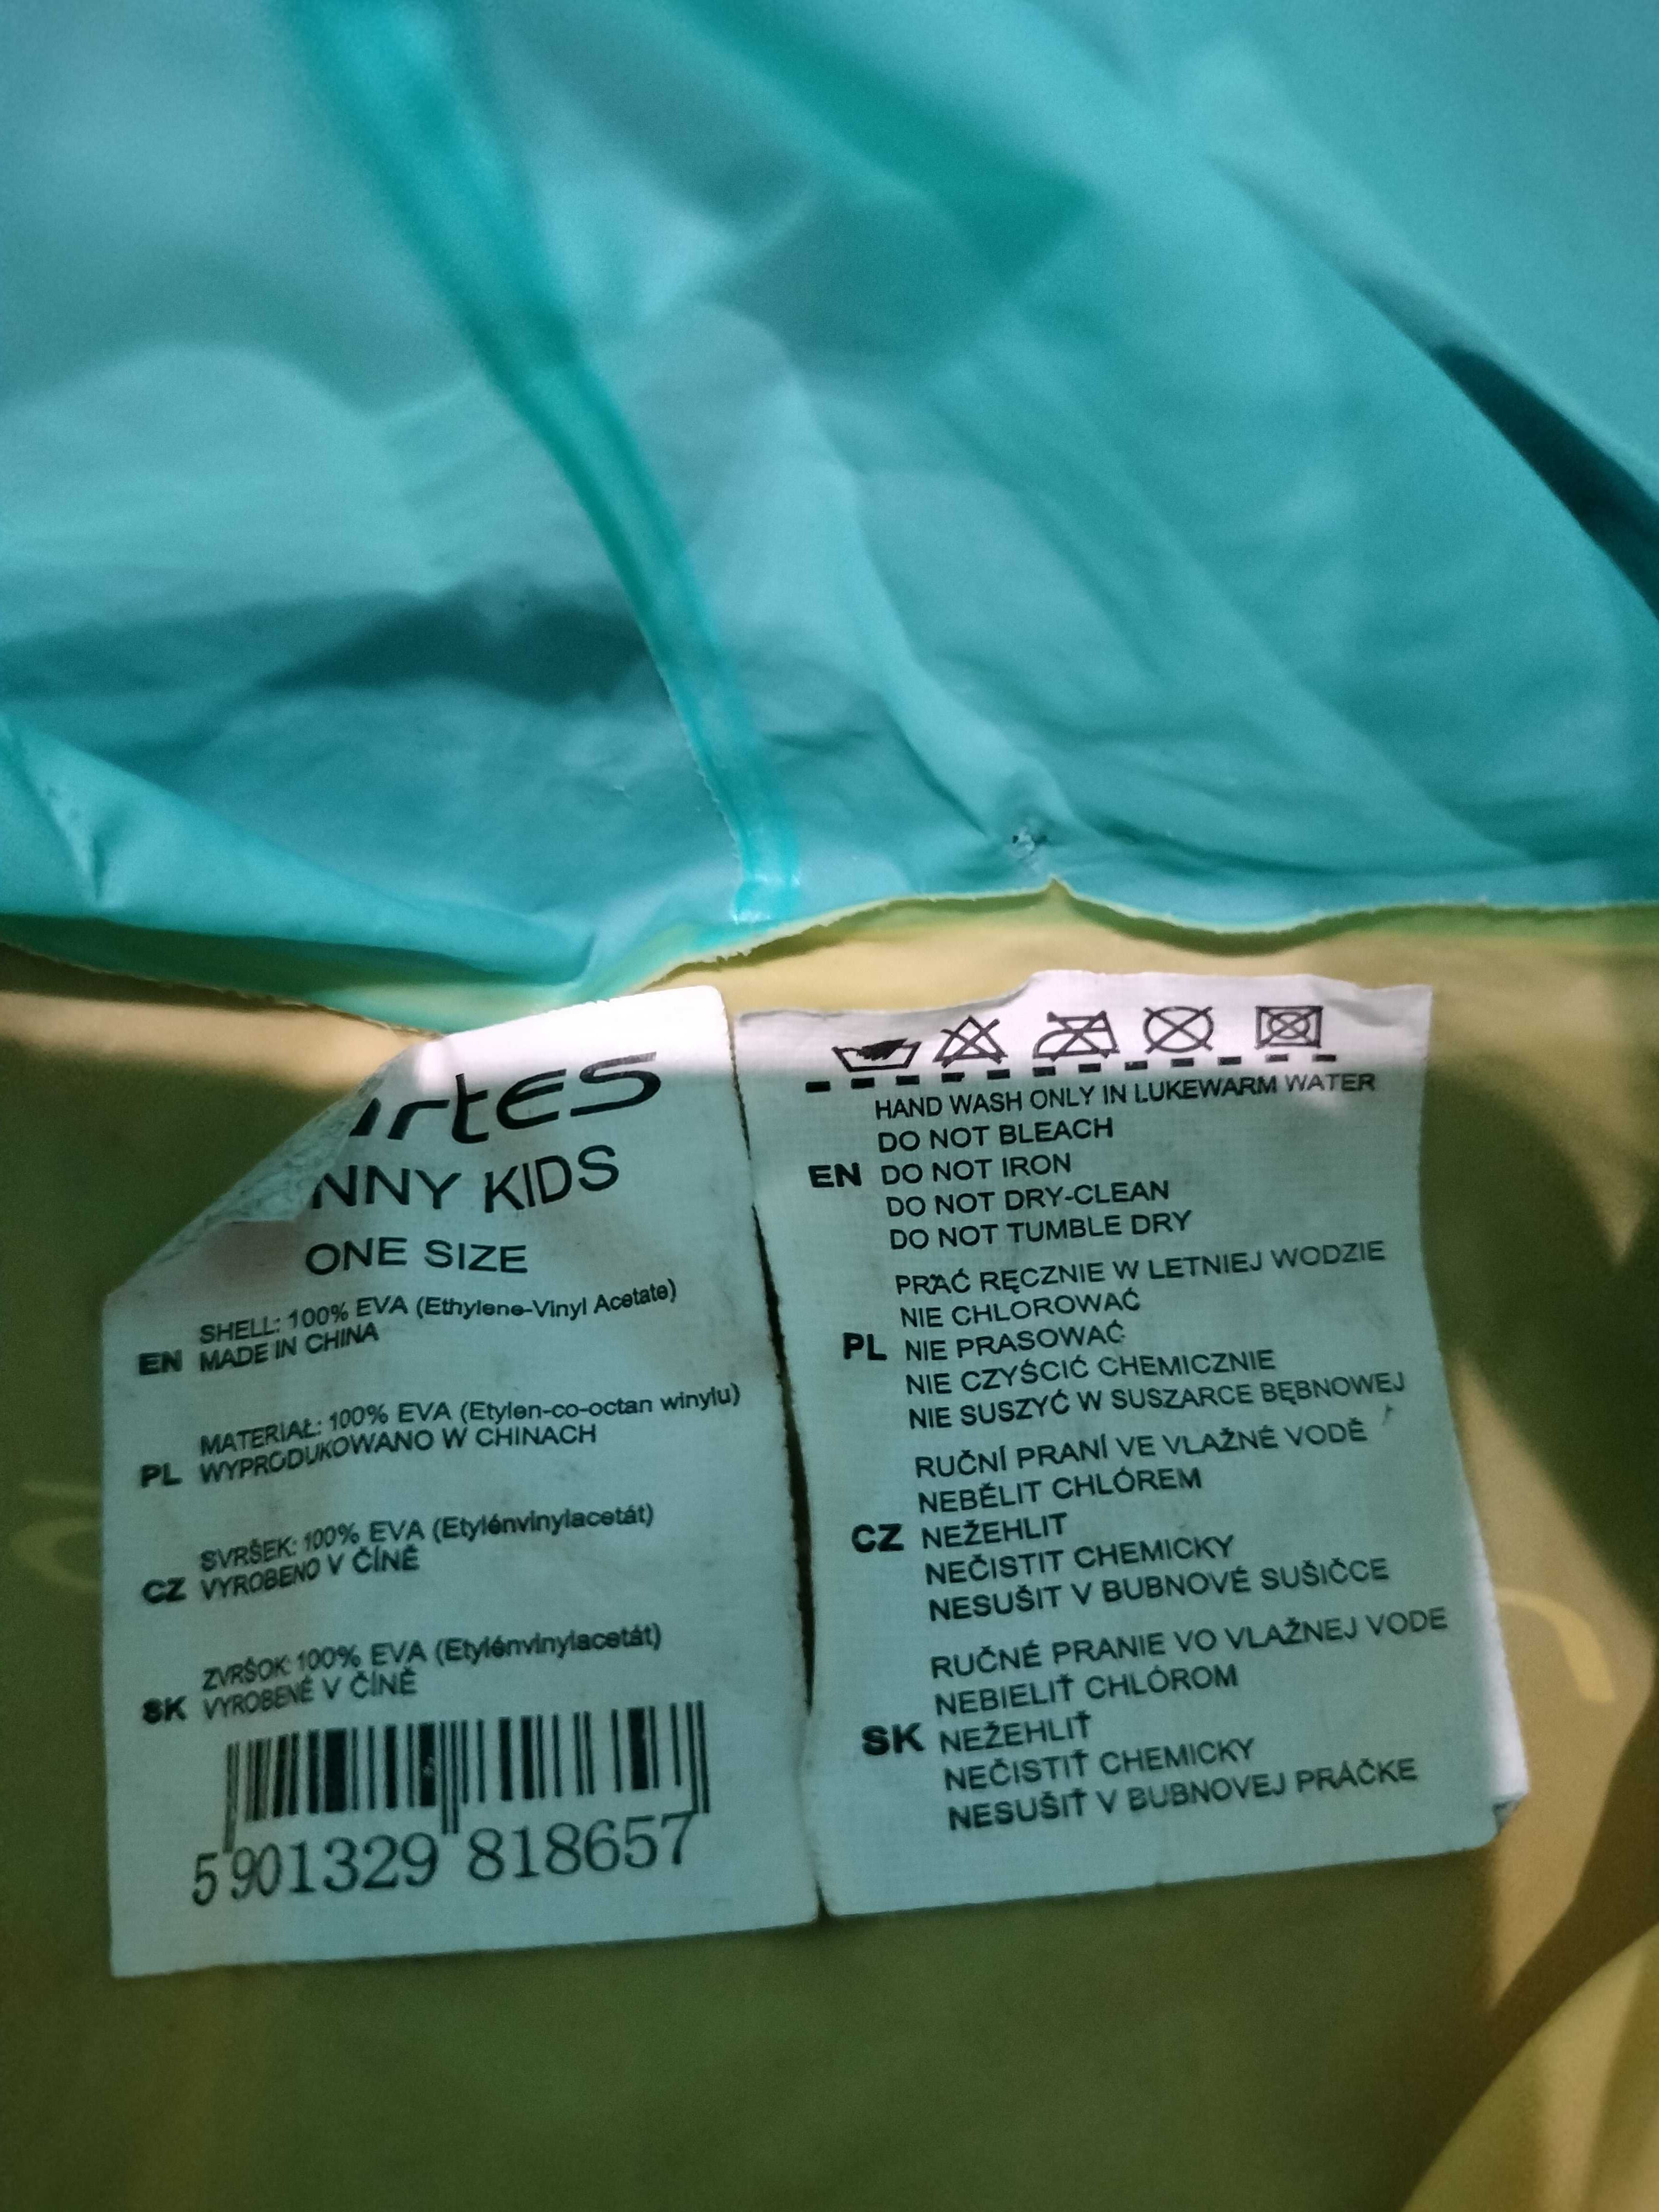 KIDS
ONE SIZE
SHELL: 100% EVA (Ethylene-Vinyl Acetate)
EN MADE IN CHINA
MATERIAŁ: 100% EVA (Etylen-co-octan winylu)
PL WYPRODUKOWANO W CHINACH
SVRŠEK: 100% EVA (Etylénvinylacetát)
CZ VYROBENO V ČÍNĚ
ZVRŠOK: 100% EVA (Etylénvinylacetát)
SK VYROBENÉ V ČÍNĚ
5 901329 818657
HAND WASH ONLY IN LUKEWARM WATER
DO NOT BLEACH
EN DO NOT IRON
DO NOT DRY-CLEAN
DO NOT TUMBLE DRY
PRAĆ RĘCZNIE W LETNIEJ WODZIE
NIE CHLOROWAĆ
PL NIE PRASOWAĆ
NIE CZYŚCIĆ CHEMICZNIE
NIE SUSZYĆ W SUSZARCE BĘBNOWEJ
RUČNÍ PRANÍ VE VLAŽNÉ VODĚ
NEBĚLIT CHLÓREM
CZ NEŽEHLIT
NEČISTIT CHEMICKY
NESUŠIT V BUBNOVÉ SUŠIČCE
RUČNÉ PRANIE VO VLAŽNEJ VODE
NEBIELIŤ CHLÓROM
SK NEŽEHLIŤ
NEČISTIŤ CHEMICKY
NESUŠIŤ V BUBNOVEJ PRÁČKE